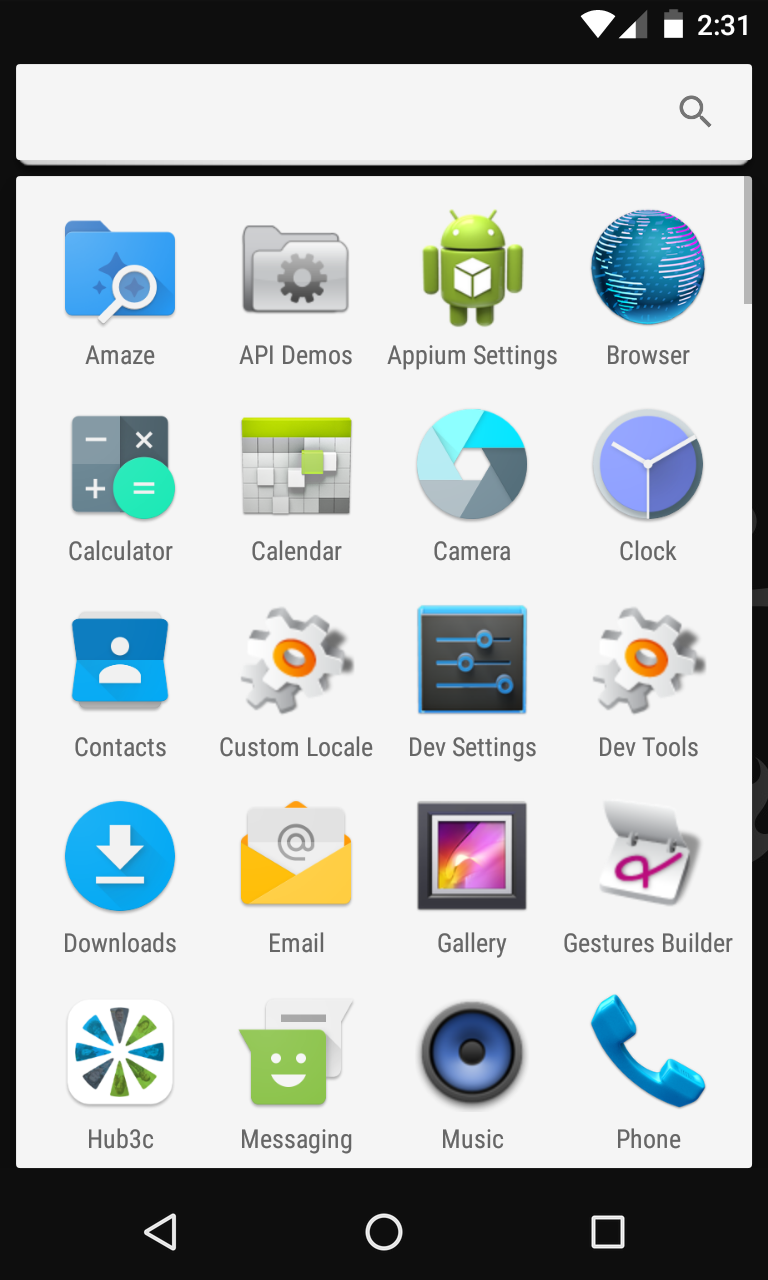 2:31
Amaze
API Demos
Appium Settings
Browser
Calculator
Calendar
Camera
Clock
Contacts
Custom Locale
Dev Settings
Dev Tools
Downloads
Email
Gallery
Gestures Builder
Hub3c
Messaging
Music
Phone